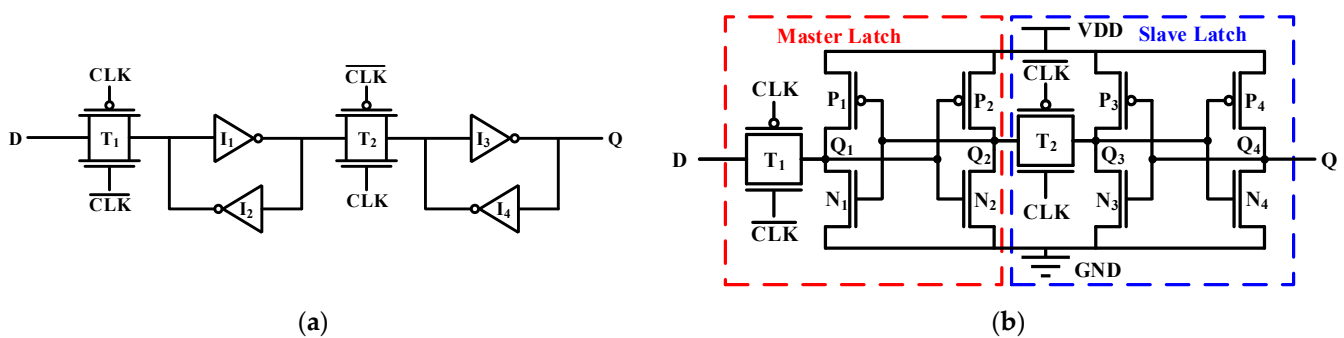 CLK
D
T1
CLK
I1
I2
CLK
T2
CLK
I3
I4
Q
(a)
Master Latch
Slave Latch
VDD
CLK
D
T1
CLK
P1
P2
Q1
Q2
N1
N2
CLK
T2
CLK
P3
P4
Q3
Q4
N3
N4
Q
GND
(b)